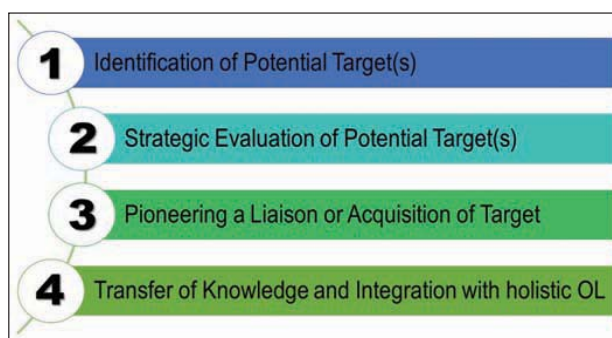 1 Identification of Potential Target(s)
2 Strategic Evaluation of Potential Target(s)
3 Pioneering a Liaison or Acquisition of Target
4 Transfer of Knowledge and Integration with holistic OL